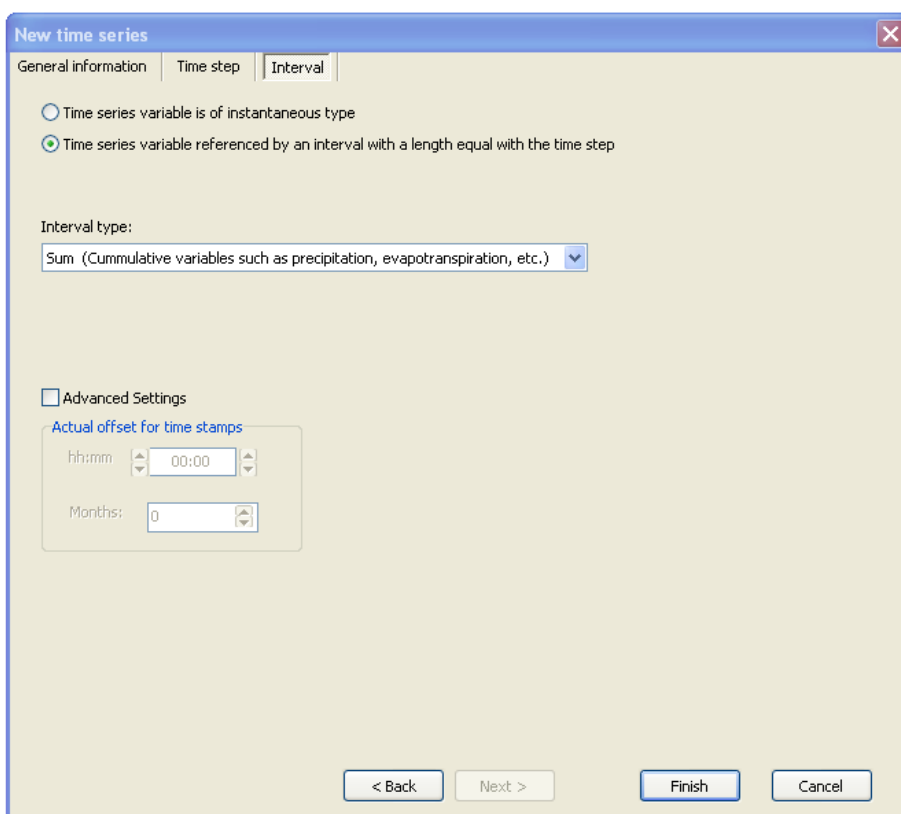 New time series
General information Time step Interval
Time series variable is of instantaneous type
Time series variable referenced by an interval with a length equal with the time step
Interval type:
Sum (Cummulative variables such as precipitation, evapotranspiration, etc.)
Advanced Settings
Actual offset for time stamps
hh:mm 00:00
Months: 0
< Back Next > Finish Cancel